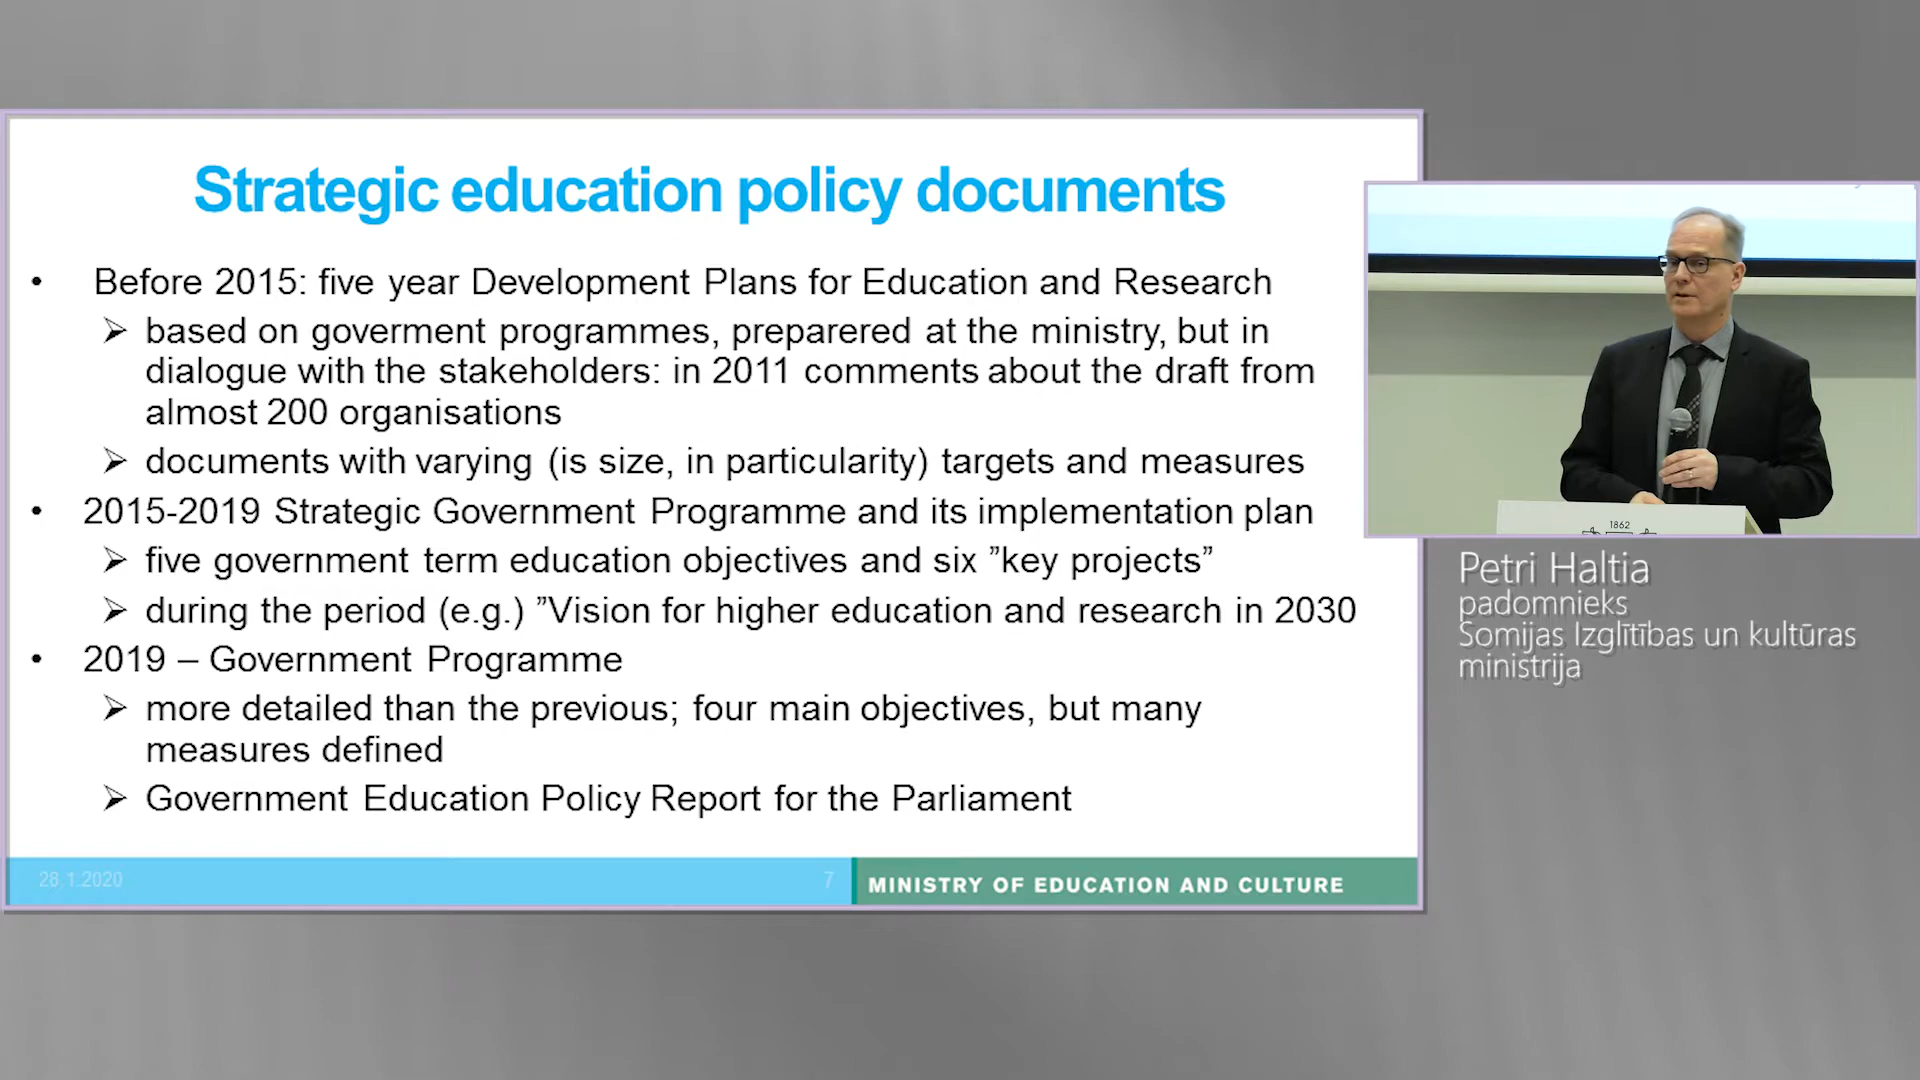 Strategic education policy documents
• Before 2015: five year Development Plans for Education and Research
➢ based on goverment programmes, preparered at the ministry, but in
dialogue with the stakeholders: in 2011 comments about the draft from
almost 200 organisations
➢ documents with varying (is size, in particularity) targets and measures
• 2015-2019 Strategic Government Programme and its implementation plan
➢ five government term education objectives and six ”key projects”
➢ during the period (e.g.) ”Vision for higher education and research in 2030
• 2019 – Government Programme
➢ more detailed than the previous; four main objectives, but many
measures defined
➢ Government Education Policy Report for the Parliament
28.1.2020
7
MINISTRY OF EDUCATION AND CULTURE
1862
Petri Haltia
padomnieks
Somijas Izglītības un kultūras
ministrija